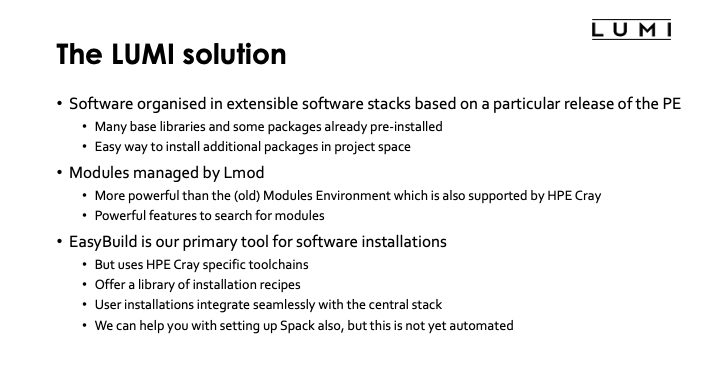 LUMI
The LUMI solution
• Software organised in extensible software stacks based on a particular release of the PE
• Many base libraries and some packages already pre-installed
• Easy way to install additional packages in project space
• Modules managed by Lmod
• More powerful than the (old) Modules Environment which is also supported by HPE Cray
• Powerful features to search for modules
• EasyBuild is our primary tool for software installations
• But uses HPE Cray specific toolchains
• Offer a library of installation recipes
• User installations integrate seamlessly with the central stack
• We can help you with setting up Spack also, but this is not yet automated